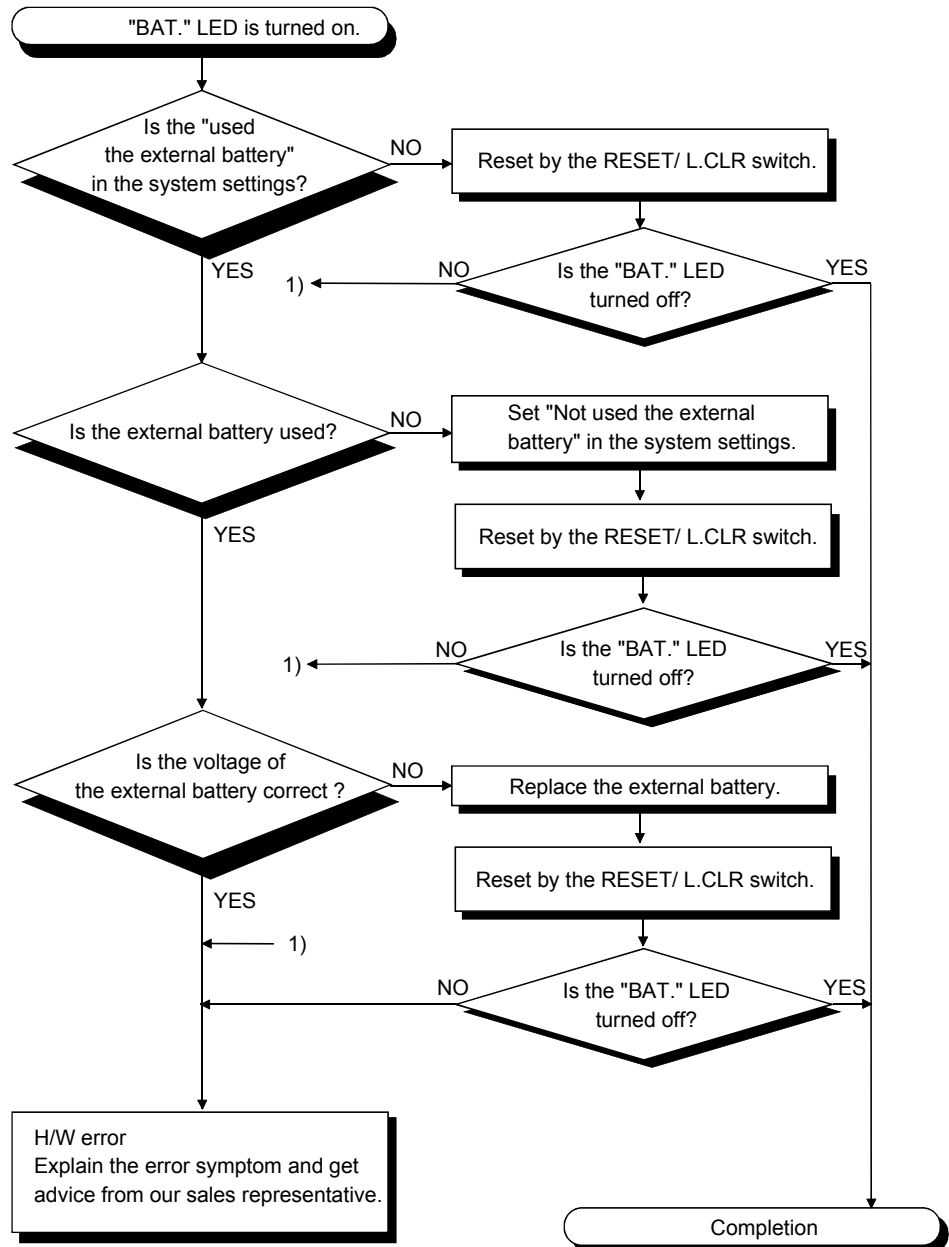 "BAT." LED is turned on.
Is the "used
the external battery"
in the system settings?
NO
Reset by the RESET/ L.CLR switch.
YES
1)
NO
Is the "BAT." LED
turned off?
YES
Is the external battery used?
NO
Set "Not used the external
battery" in the system settings.
YES
Reset by the RESET/ L.CLR switch.
1)
NO
Is the "BAT." LED
turned off?
YES
Is the voltage of
the external battery correct ?
NO
Replace the external battery.
YES
Reset by the RESET/ L.CLR switch.
1)
NO
Is the "BAT." LED
turned off?
YES
H/W error
Explain the error symptom and get
advice from our sales representative.
Completion